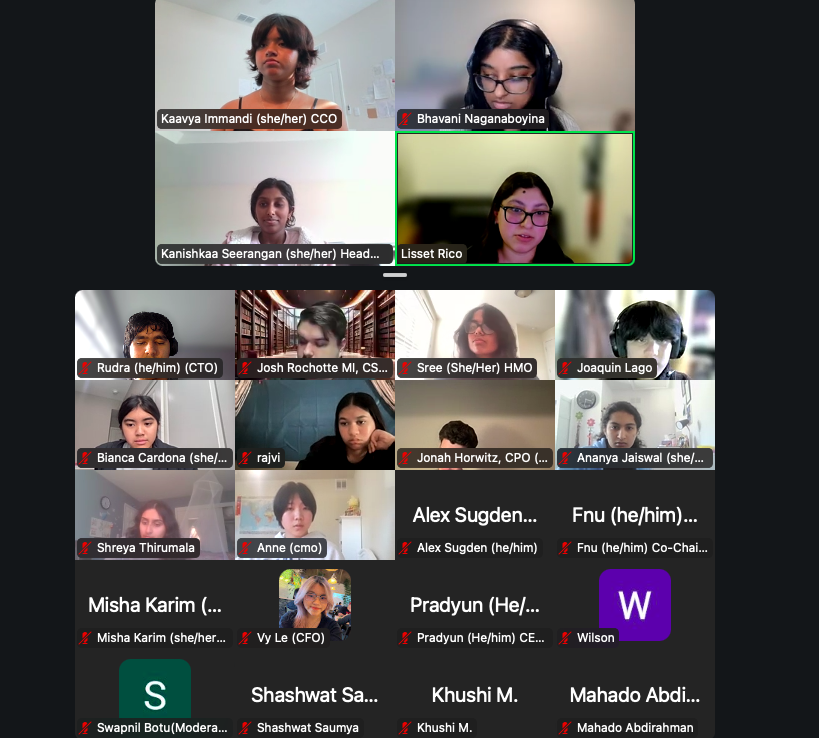 Kaavya Immandi (she/her) CCO
Bhavani Naganaboyina
Kanishkaa Seerangan (she/her) Head...
Lisset Rico
Rudra (he/him) (CTO)
Josh Rochotte MI, CS...
Sree (She/Her) HMO
Joaquin Lago
Bianca Cardona (she/...
rajvi
Jonah Horwitz, CPO (...
Ananya Jaiswal (she/...
Shreya Thirumala
Anne (cmo)
Alex Sugden...
Alex Sugden (he/him)
Fnu (he/him)...
Fnu (he/him) Co-Chai...
Misha Karim (...
Misha Karim (she/her...
Vy Le (CFO)
Pradyun (He/...
Pradyun (He/him) CE...
W
Wilson
S
Swapnil Botu(Modera...
Shashwat Sa...
Shashwat Saumya
Khushi M.
Khushi M.
Mahado Abdi...
Mahado Abdirahman